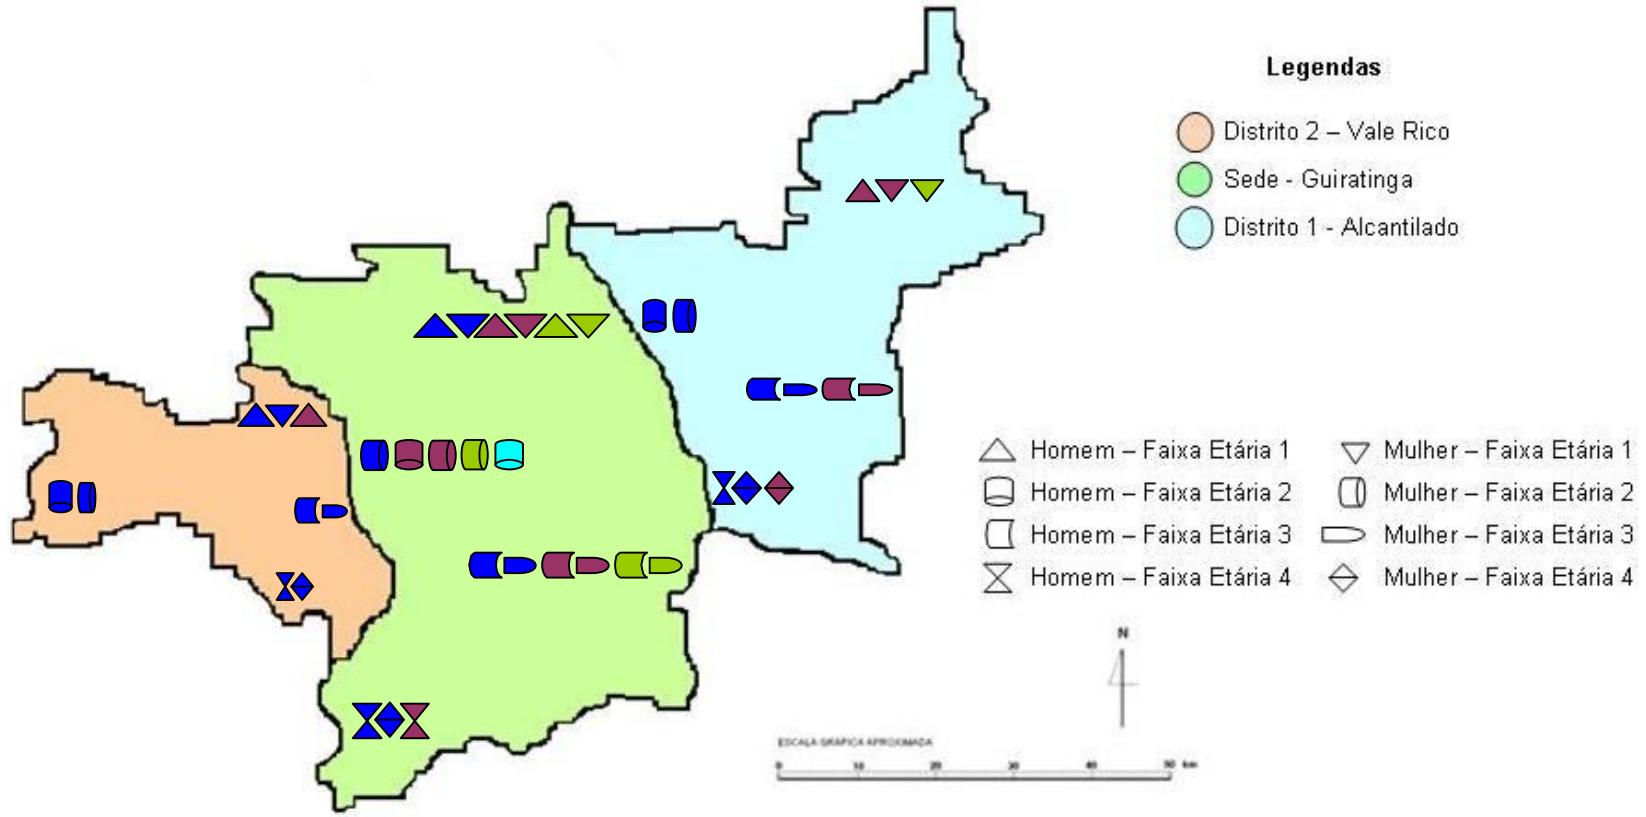 Legendas
Distrito 2 – Vale Rico
Sede - Guiratinga
Distrito 1 - Alcantilado
Homem – Faixa Etária 1
Mulher – Faixa Etária 1
Homem – Faixa Etária 2
Mulher – Faixa Etária 2
Homem – Faixa Etária 3
Mulher – Faixa Etária 3
Homem – Faixa Etária 4
Mulher – Faixa Etária 4
N
ESCALA GRÁFICA APROXIMADA
0 10 20 30 40 50 km